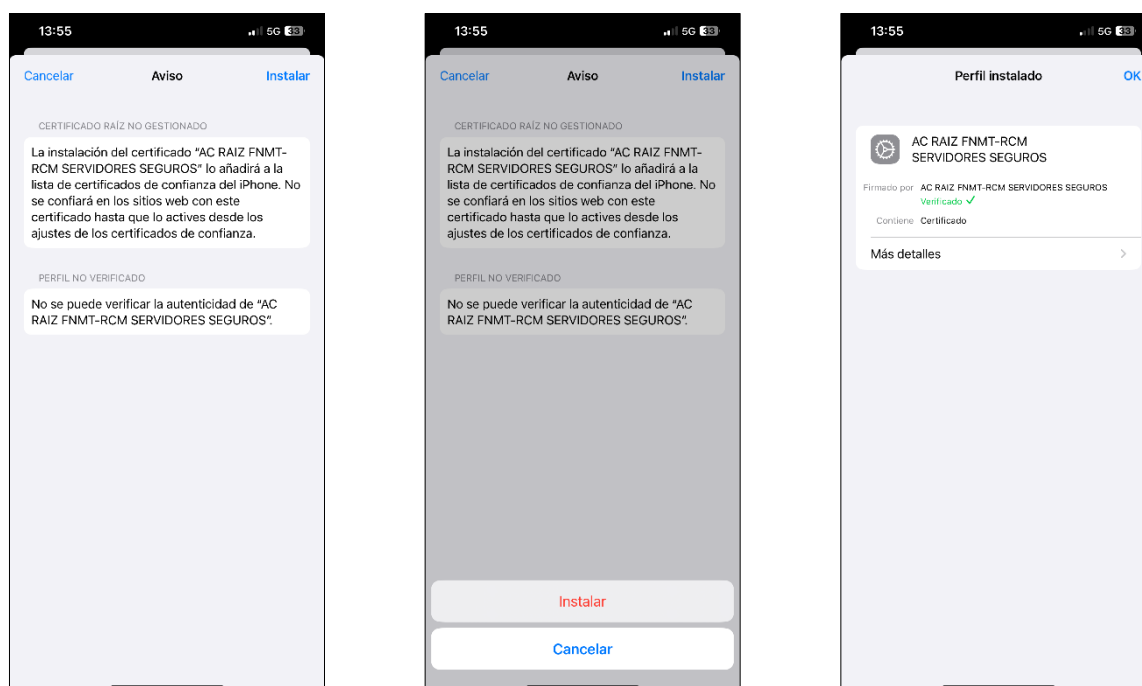 13:55
5G 33
Cancelar Aviso Instalar
CERTIFICADO RAÍZ NO GESTIONADO
La instalación del certificado “AC RAIZ FNMT-
RCM SERVIDORES SEGUROS” lo añadirá a la
lista de certificados de confianza del iPhone. No
se confiará en los sitios web con este
certificado hasta que lo actives desde los
ajustes de los certificados de confianza.
PERFIL NO VERIFICADO
No se puede verificar la autenticidad de “AC
RAIZ FNMT-RCM SERVIDORES SEGUROS”.
13:55
5G 33
Cancelar Aviso Instalar
CERTIFICADO RAÍZ NO GESTIONADO
La instalación del certificado “AC RAIZ FNMT-
RCM SERVIDORES SEGUROS” lo añadirá a la
lista de certificados de confianza del iPhone. No
se confiará en los sitios web con este
certificado hasta que lo actives desde los
ajustes de los certificados de confianza.
PERFIL NO VERIFICADO
No se puede verificar la autenticidad de “AC
RAIZ FNMT-RCM SERVIDORES SEGUROS”.
Instalar
Cancelar
13:55
5G 33
Perfil instalado OK
AC RAIZ FNMT-RCM
SERVIDORES SEGUROS
Firmado por AC RAIZ FNMT-RCM SERVIDORES SEGUROS
Verificado
Contiene Certificado
Más detalles